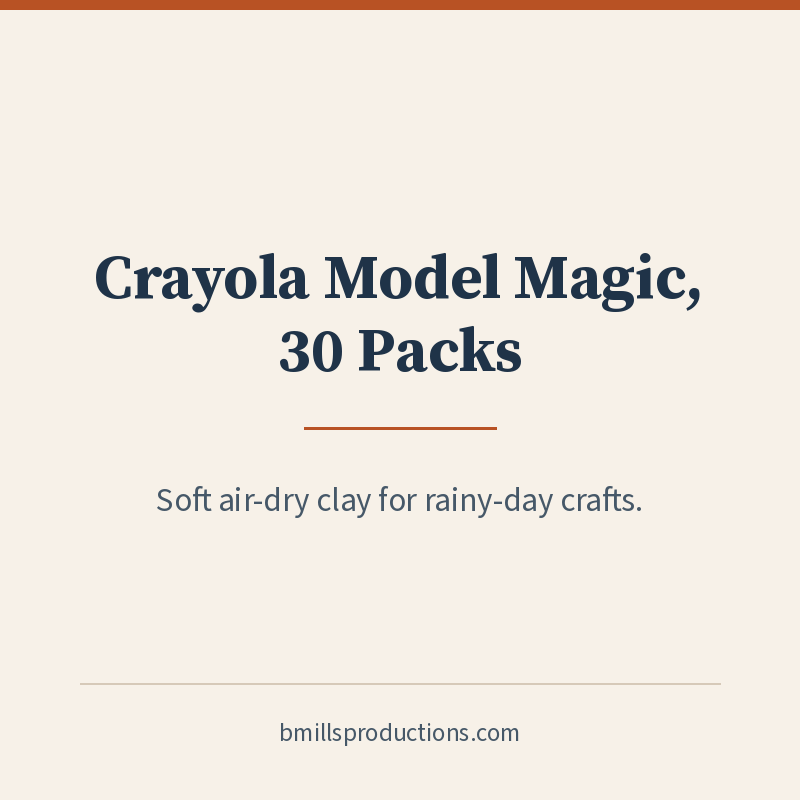 Crayola Model Magic,
30 Packs
Soft air-dry clay for rainy-day crafts.
bmillsproductions.com